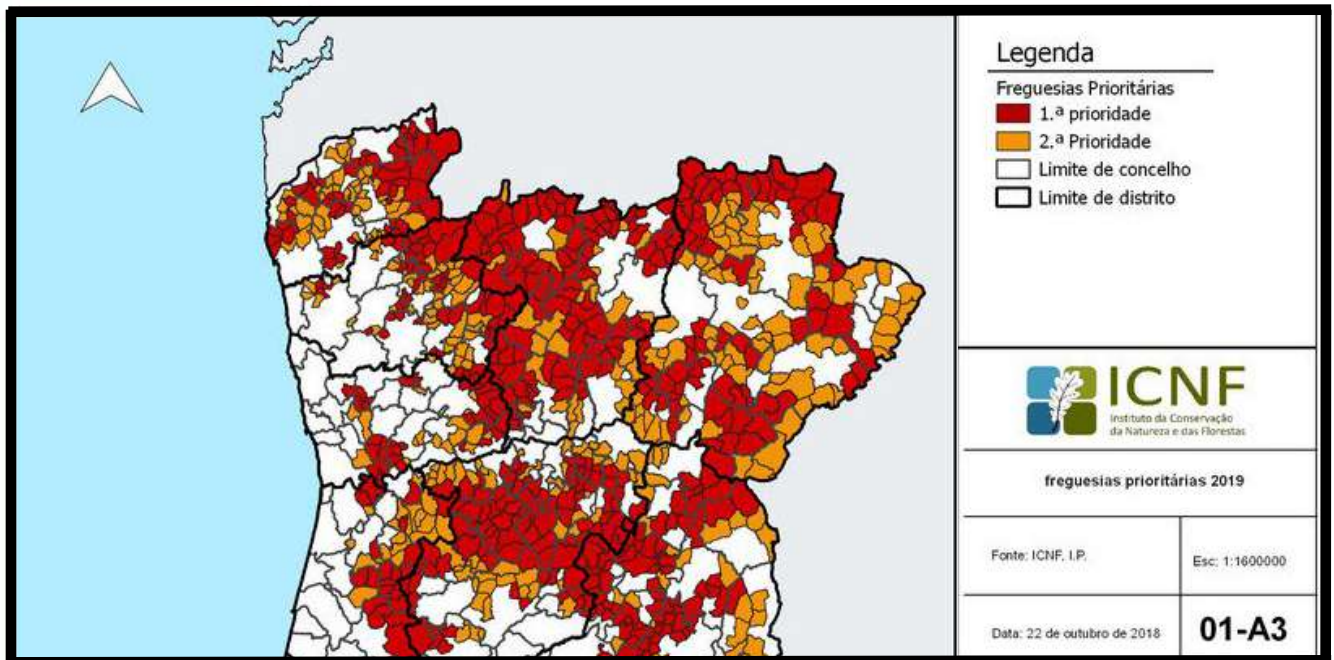 Legenda
Freguesias Prioritárias
1.ª prioridade
2.ª Prioridade
Limite de concelho
Limite de distrito
ICNF
Instituto da Conservação
da Natureza e das Florestas
freguesias prioritárias 2019
Fonte: ICNF, I.P.
Esc: 1:1600000
Data: 22 de outubro de 2018
01-A3